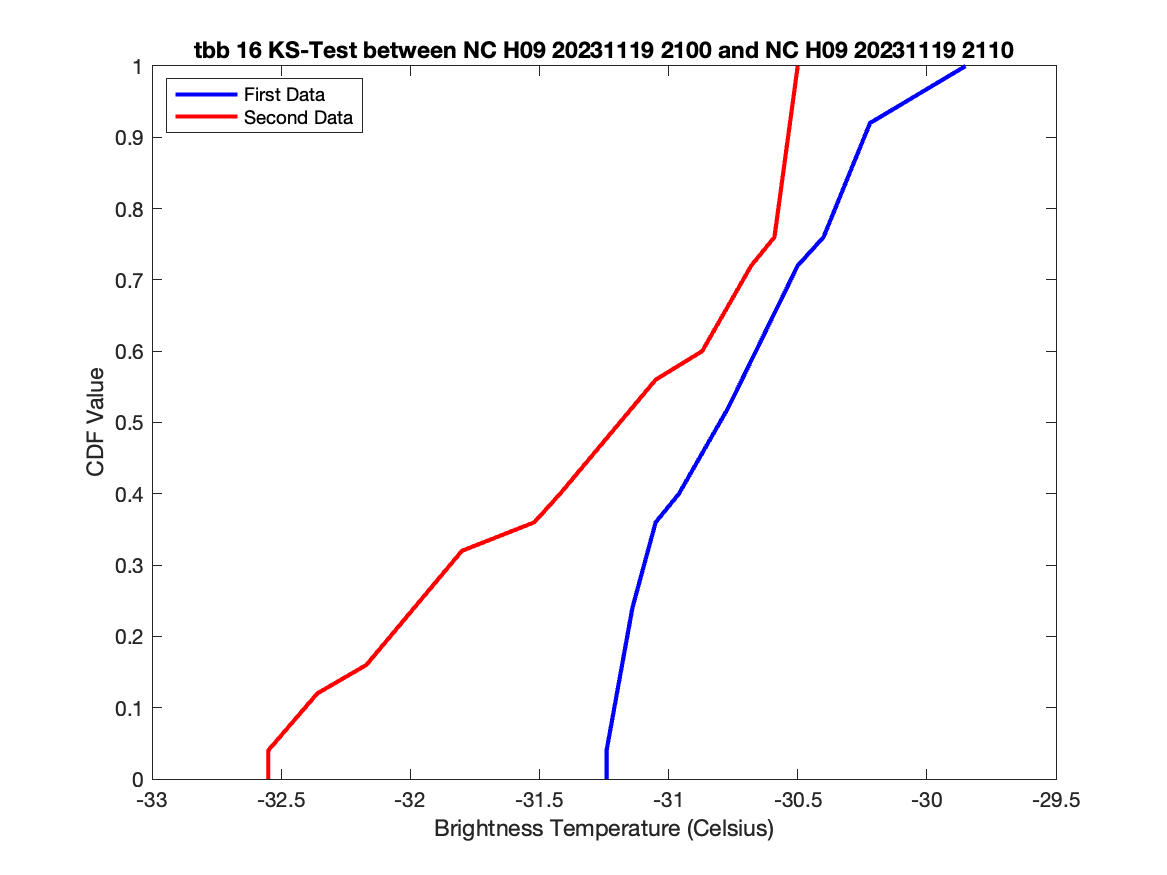 tbb 16 KS-Test between NC H09 20231119 2100 and NC H09 20231119 2110
First Data
Second Data
1
0.9
0.8
0.7
0.6
0.5
0.4
0.3
0.2
0.1
0
CDF Value
-33 -32.5 -32 -31.5 -31 -30.5 -30 -29.5
Brightness Temperature (Celsius)